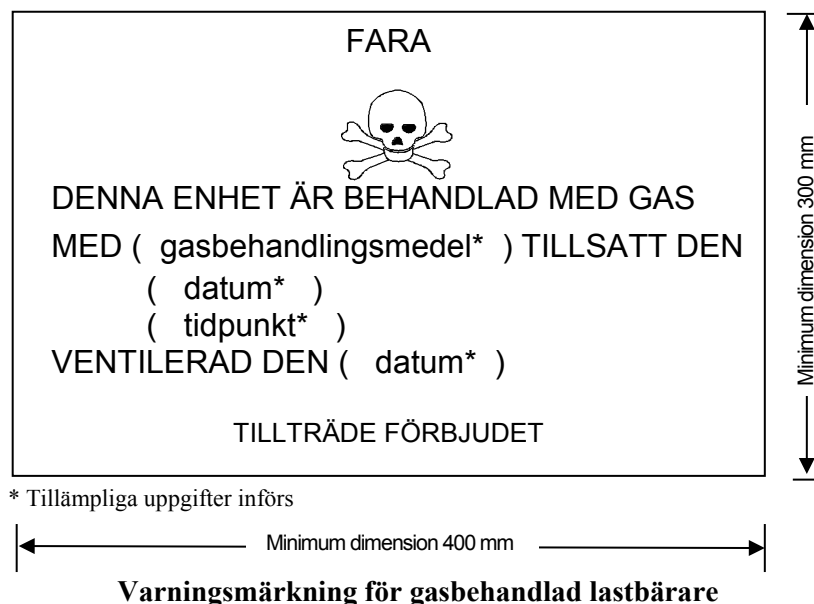 FARA
DENNA ENHET ÄR BEHANDLAD MED GAS
MED ( gasbehandlingsmedel* ) TILLSATT DEN
( datum* )
( tidpunkt* )
VENTILERAD DEN ( datum* )
TILLTRÄDE FÖRBJUDET
Minimum dimension 300 mm
* Tillämpliga uppgifter införs
Minimum dimension 400 mm
Varningsmärkning för gasbehandlad lastbärare